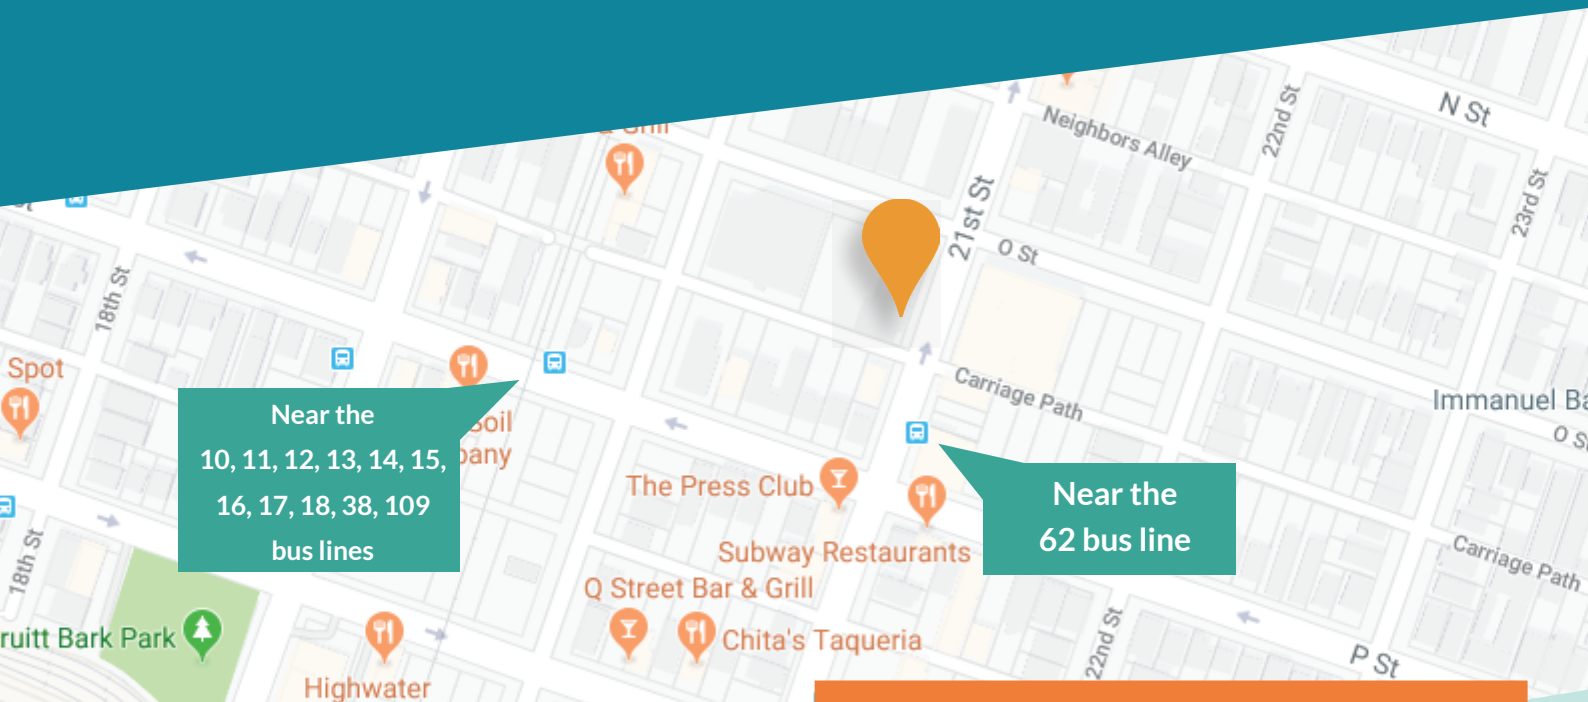 N St
22nd St
Neighbors Alley
23rd St
21st St
O St
18th St
Spot
Near the
10, 11, 12, 13, 14, 15,
16, 17, 18, 38, 109
bus lines
Carriage Path
Immanuel Ba
O St
The Press Club
Near the
62 bus line
Subway Restaurants
18th St
Carriage Path
Q Street Bar & Grill
ruitt Bark Park
Chita's Taqueria
22nd St
P St
Highwater